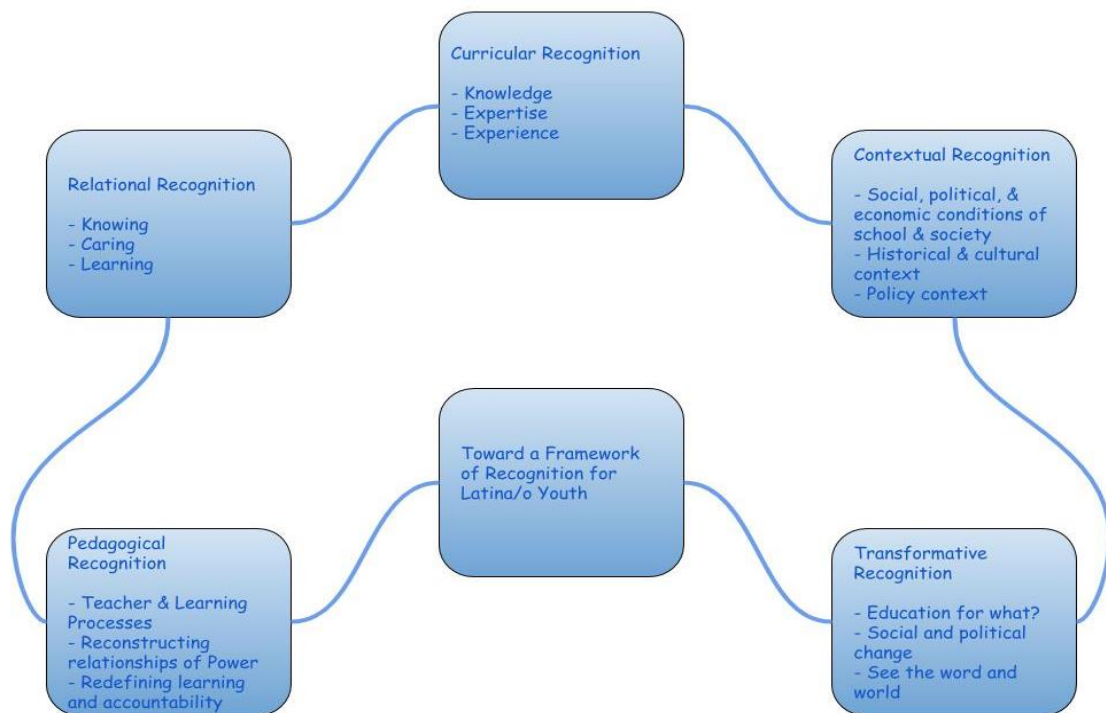 Curricular Recognition
- Knowledge
- Expertise
- Experience
Relational Recognition
- Knowing
- Caring
- Learning
Contextual Recognition
- Social, political, &
economic conditions of
school & society
- Historical & cultural
context
- Policy context
Toward a Framework
of Recognition for
Latina/o Youth
Pedagogical
Recognition
- Teacher & Learning
Processes
- Reconstructing
relationships of Power
- Redefining learning
and accountability
Transformative
Recognition
- Education for what?
- Social and political
change
- See the word and
world